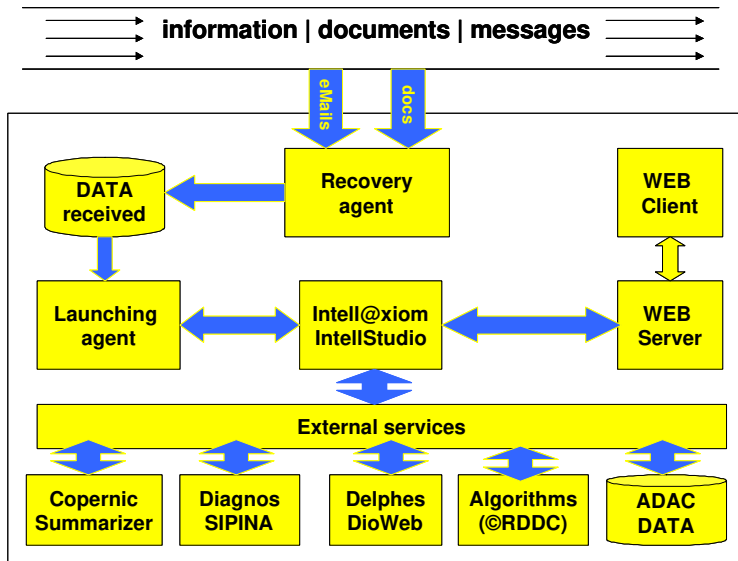 information | documents | messages
eMails
docs
DATA
received
Recovery
agent
WEB
Client
Launching
agent
Intell@xiom
IntellStudio
WEB
Server
External services
Copernic
Summarizer
Diagnos
SIPINA
Delphes
DioWeb
Algorithms
(©RDDC)
ADAC
DATA